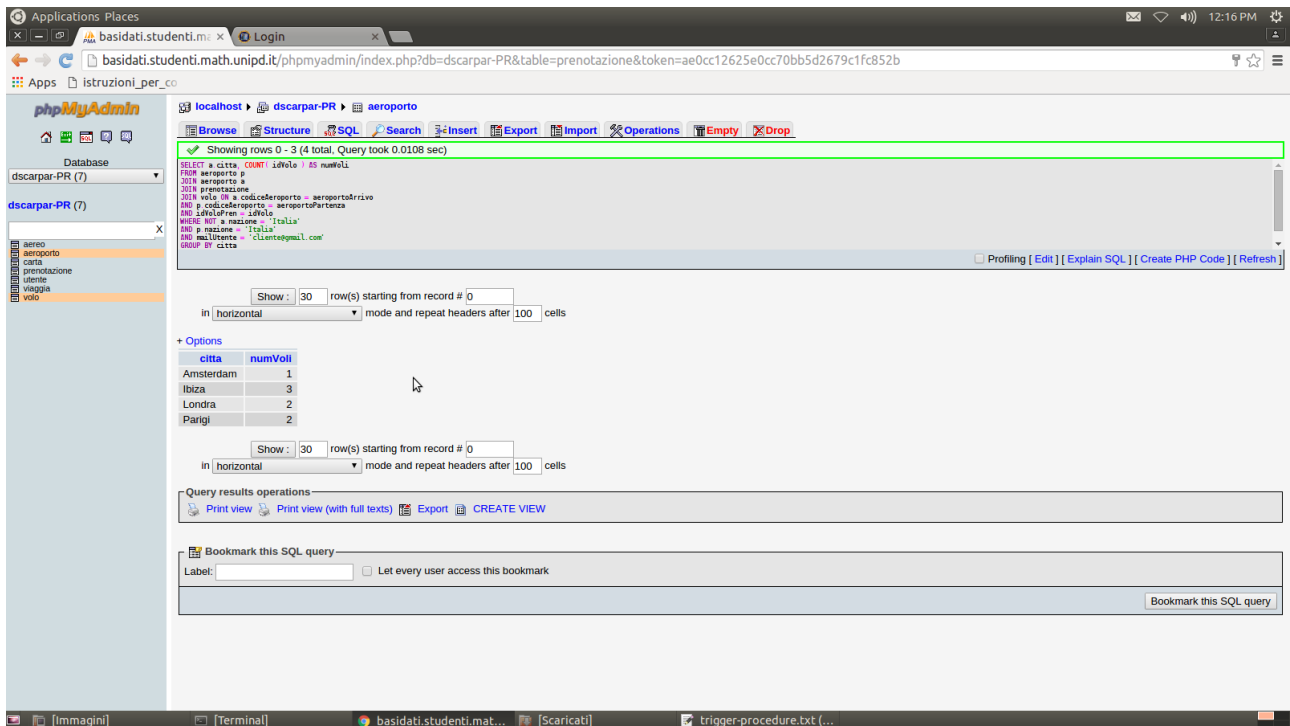 Applications Places
12:16 PM
basidati.studenti.ma
Login
basidati.studenti.math.unipd.it/phpmyadmin/index.php?db=dscarpar-PR&table=prenotazione&token=ae0cc12625e0cc70bb5d2679c1fc852b
Apps istruzioni_per_co
phpMyAdmin
Database
dscarpar-PR (7)
dscarpar-PR (7)
X
aereo
aeroporto
carta
prenotazione
utente
viaggia
volo
localhost dscarpar-PR aeroporto
Browse Structure SQL Search Insert Export Import Operations Empty Drop
Showing rows 0 - 3 (4 total, Query took 0.0108 sec)
SELECT a.citta, COUNT( idVolo ) AS numVoli
FROM aeroporto p
JOIN aeroporto a
JOIN prenotazione
JOIN volo ON a.codiceAeroporto = aeroportoArrivo
AND p.codiceAeroporto = aeroportoPartenza
AND idVoloPren = idVolo
WHERE NOT a.nazione = 'Italia'
AND p.nazione = 'Italia'
AND mailUtente = 'cliente@gmail.com'
GROUP BY citta
Profiling [ Edit ] [ Explain SQL ] [ Create PHP Code ] [ Refresh ]
Show : 30 row(s) starting from record # 0
in horizontal mode and repeat headers after 100 cells
+ Options
citta numVoli
Amsterdam 1
Ibiza 3
Londra 2
Parigi 2
Show : 30 row(s) starting from record # 0
in horizontal mode and repeat headers after 100 cells
Query results operations
Print view Print view (with full texts) Export CREATE VIEW
Bookmark this SQL query
Label: Let every user access this bookmark
Bookmark this SQL query
[Immagini] [Terminal] basidati.studenti.mat... [Scaricati] trigger-procedure.txt (...